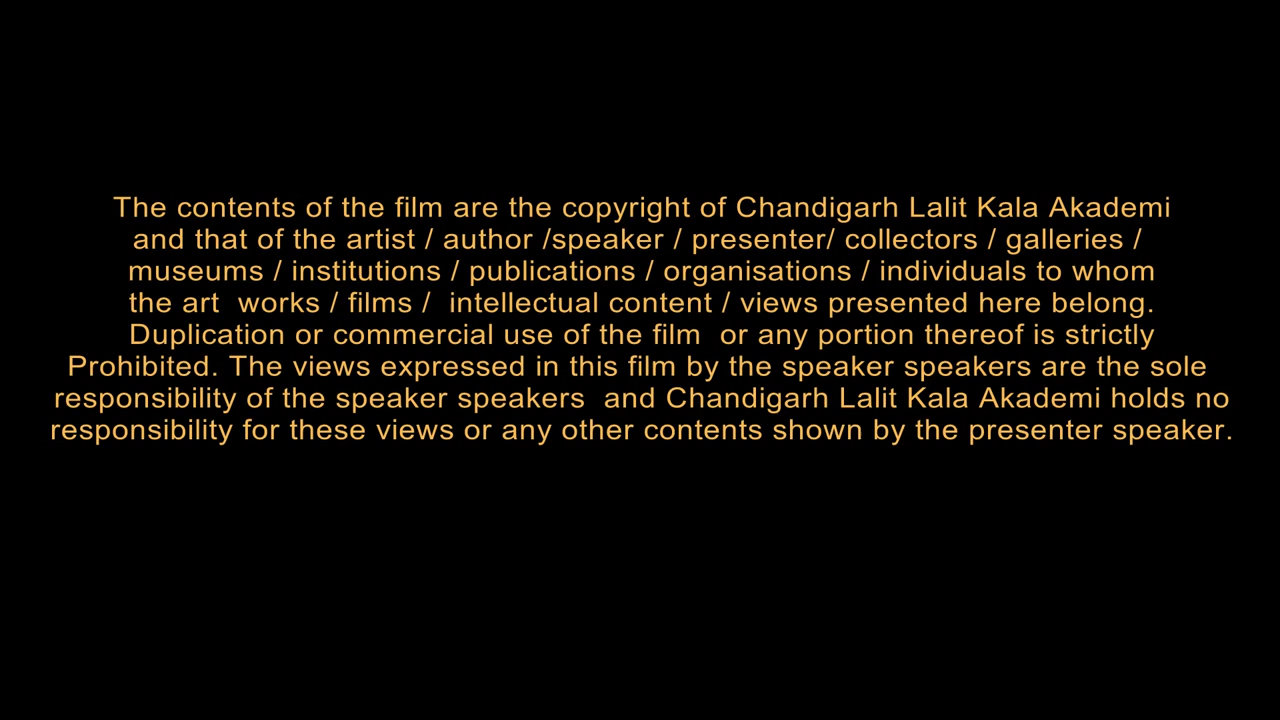 The contents of the film are the copyright of Chandigarh Lalit Kala Akademi
and that of the artist / author /speaker / presenter/ collectors / galleries /
museums / institutions / publications / organisations / individuals to whom
the art  works / films /  intellectual content / views presented here belong.
Duplication or commercial use of the film  or any portion thereof is strictly
Prohibited. The views expressed in this film by the speaker speakers are the sole
responsibility of the speaker speakers  and Chandigarh Lalit Kala Akademi holds no
responsibility for these views or any other contents shown by the presenter speaker.